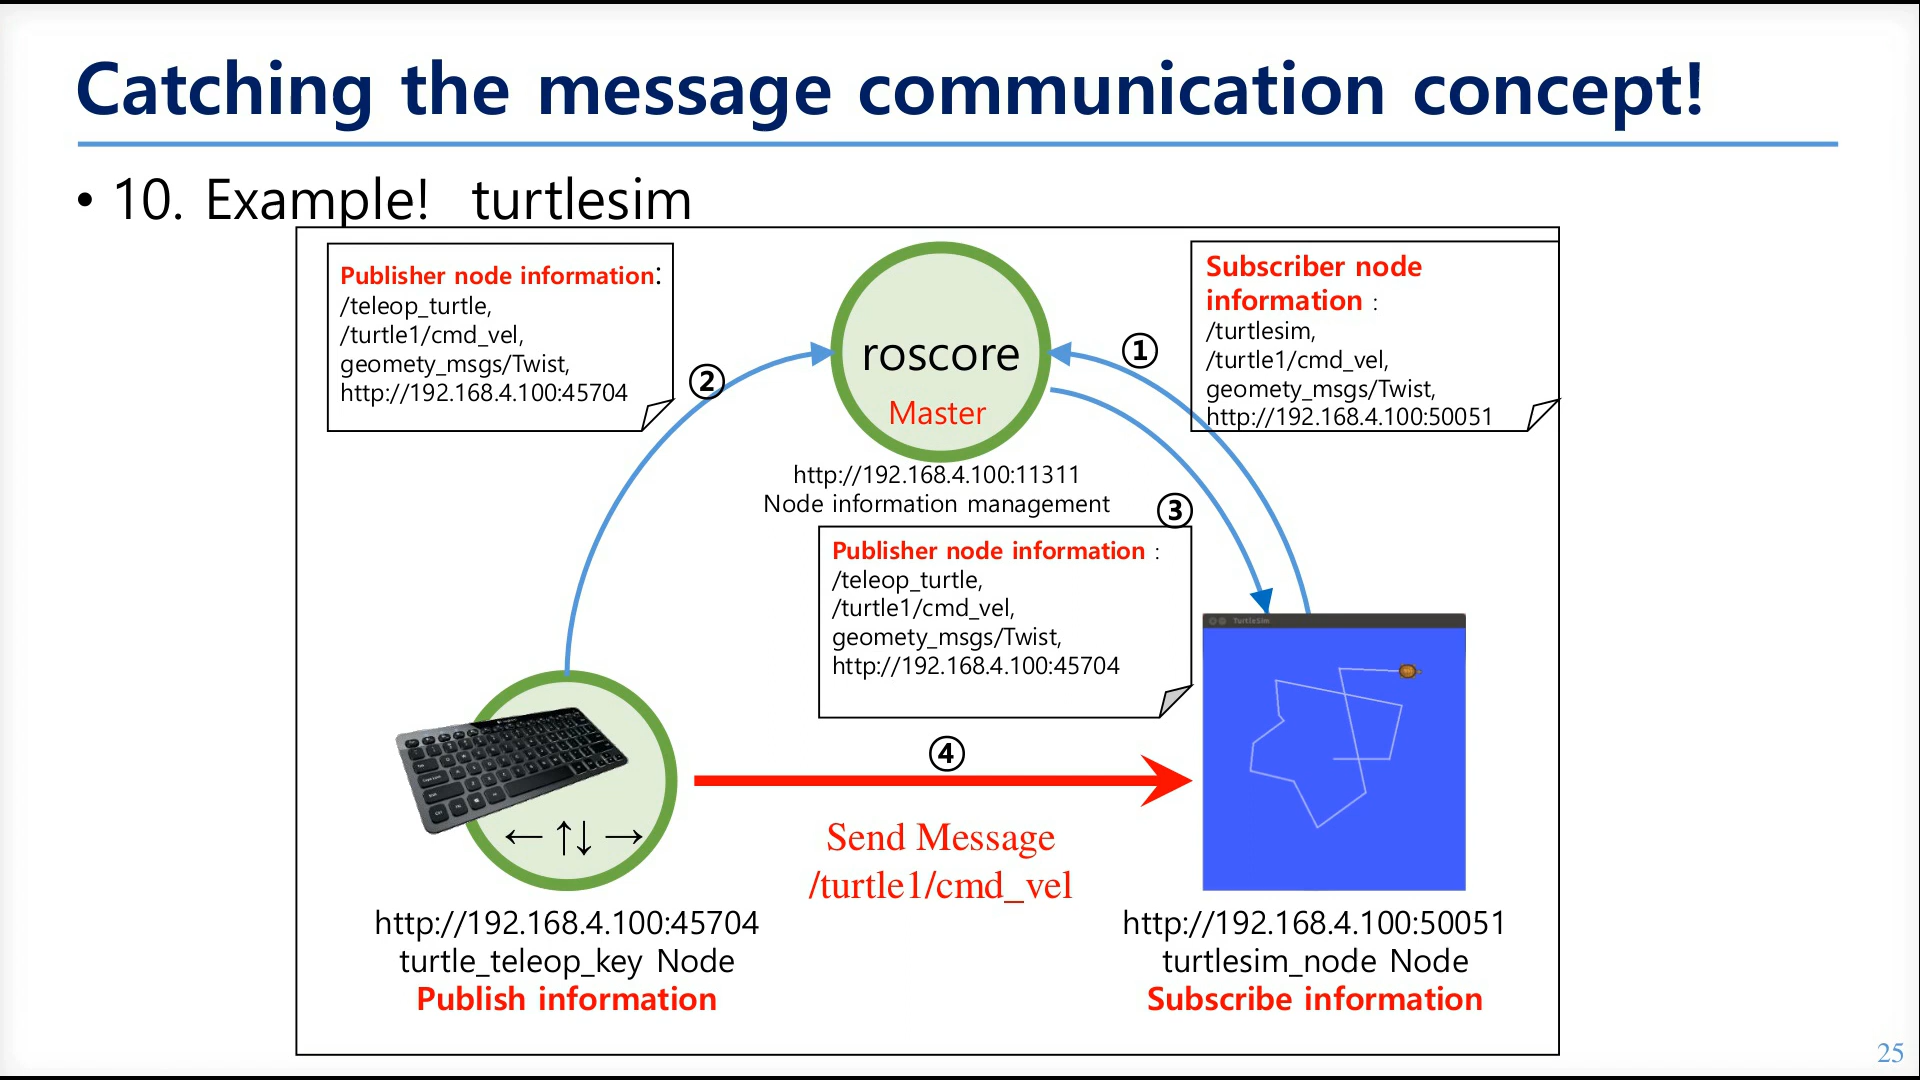 Catching the message communication concept!
• 10. Example! turtlesim
Publisher node information:
/teleop_turtle,
/turtle1/cmd_vel,
geomety_msgs/Twist,
http://192.168.4.100:45704
②
roscore
Master
http://192.168.4.100:11311
Node information management
①
Subscriber node
information :
/turtlesim,
/turtle1/cmd_vel,
geomety_msgs/Twist,
http://192.168.4.100:50051
③
Publisher node information :
/teleop_turtle,
/turtle1/cmd_vel,
geomety_msgs/Twist,
http://192.168.4.100:45704
TurtleSim
④
Send Message
/turtle1/cmd_vel
← ↑↓ →
http://192.168.4.100:45704
turtle_teleop_key Node
Publish information
http://192.168.4.100:50051
turtlesim_node Node
Subscribe information
25